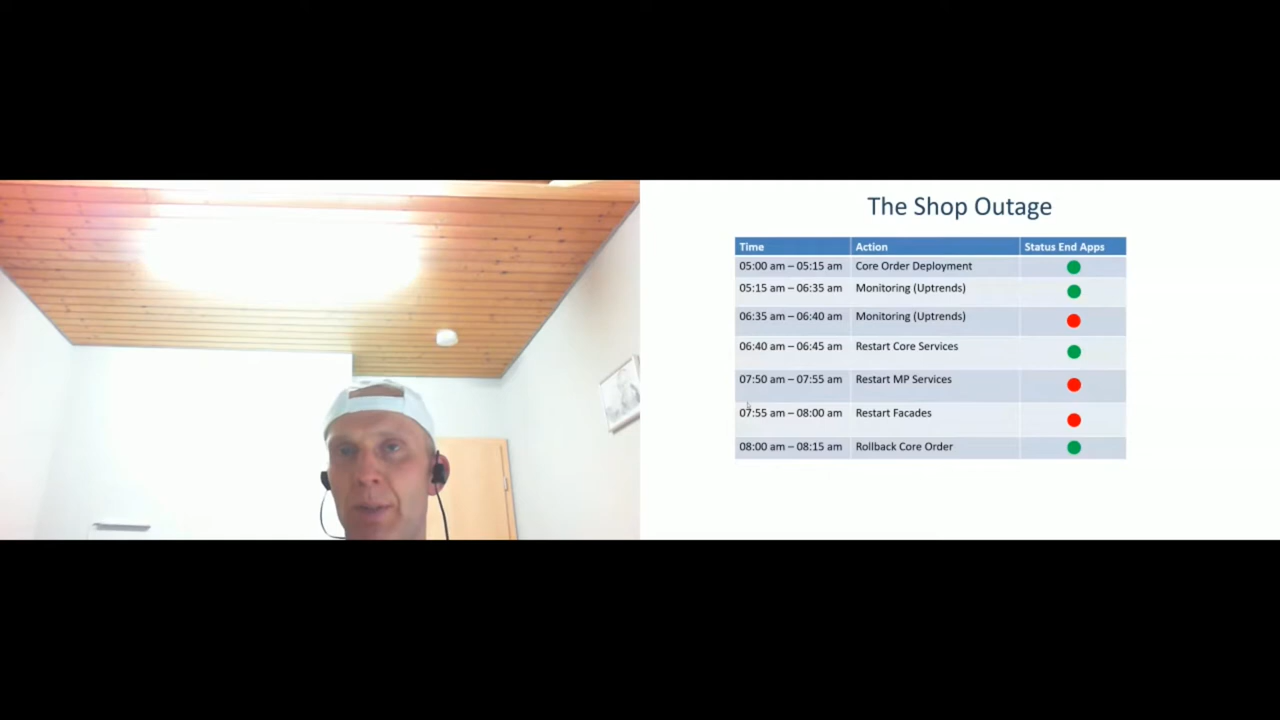 The Shop Outage
Time Action Status End Apps
05:00 am – 05:15 am Core Order Deployment
05:15 am – 06:35 am Monitoring (Uptrends)
06:35 am – 06:40 am Monitoring (Uptrends)
06:40 am – 06:45 am Restart Core Services
07:50 am – 07:55 am Restart MP Services
07:55 am – 08:00 am Restart Facades
08:00 am – 08:15 am Rollback Core Order